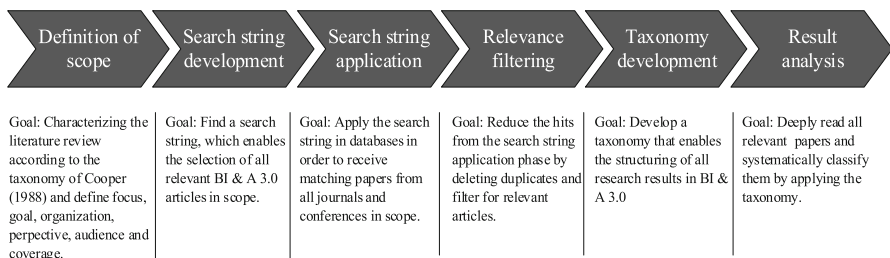 Definition of
scope
Search string
development
Search string
application
Relevance
filtering
Taxonomy
development
Result
analysis
Goal: Characterizing the
literature review
according to the
taxonomy of Cooper
(1988) and define focus,
goal, organization,
perpective, audience and
coverage.
Goal: Find a search
string, which enables
the selection of all
relevant BI & A 3.0
articles in scope.
Goal: Apply the search
string in databases in
order to receive
matching papers from
all journals and
conferences in scope.
Goal: Reduce the hits
from the search string
application phase by
deleting duplicates and
filter for relevant
articles.
Goal: Develop a
taxonomy that enables
the structuring of all
research results in BI &
A 3.0
Goal: Deeply read all
relevant papers and
systematically classify
them by applying the
taxonomy.